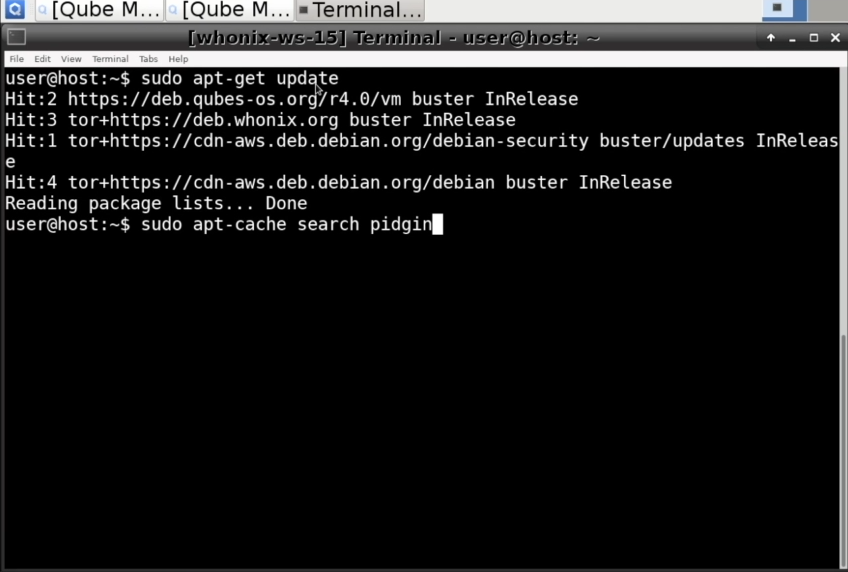 [Qube M... [Qube M... Terminal...
[whonix-ws-15] Terminal - user@host: ~
File Edit View Terminal Tabs Help
user@host:~$ sudo apt-get update
Hit:2 https://deb.qubes-os.org/r4.0/vm buster InRelease
Hit:3 tor+https://deb.whonix.org buster InRelease
Hit:1 tor+https://cdn-aws.deb.debian.org/debian-security buster/updates InReleas
e
Hit:4 tor+https://cdn-aws.deb.debian.org/debian buster InRelease
Reading package lists... Done
user@host:~$ sudo apt-cache search pidgin